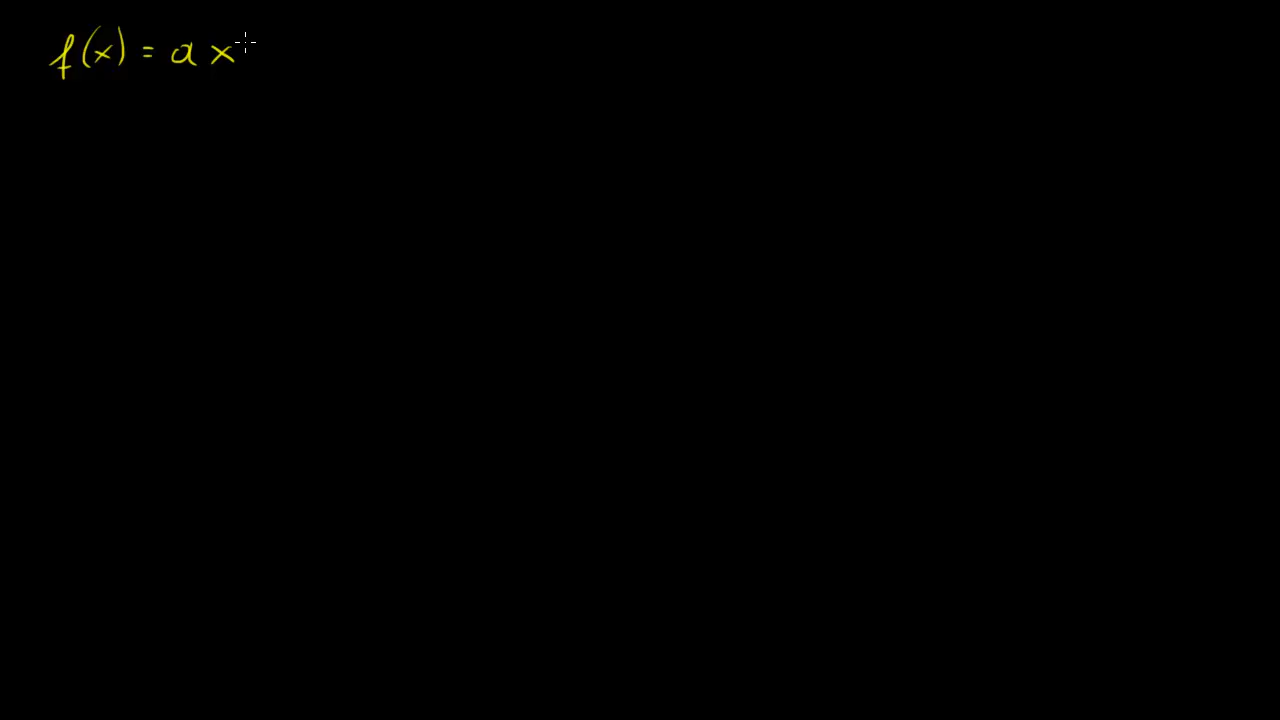 f(x) = a x